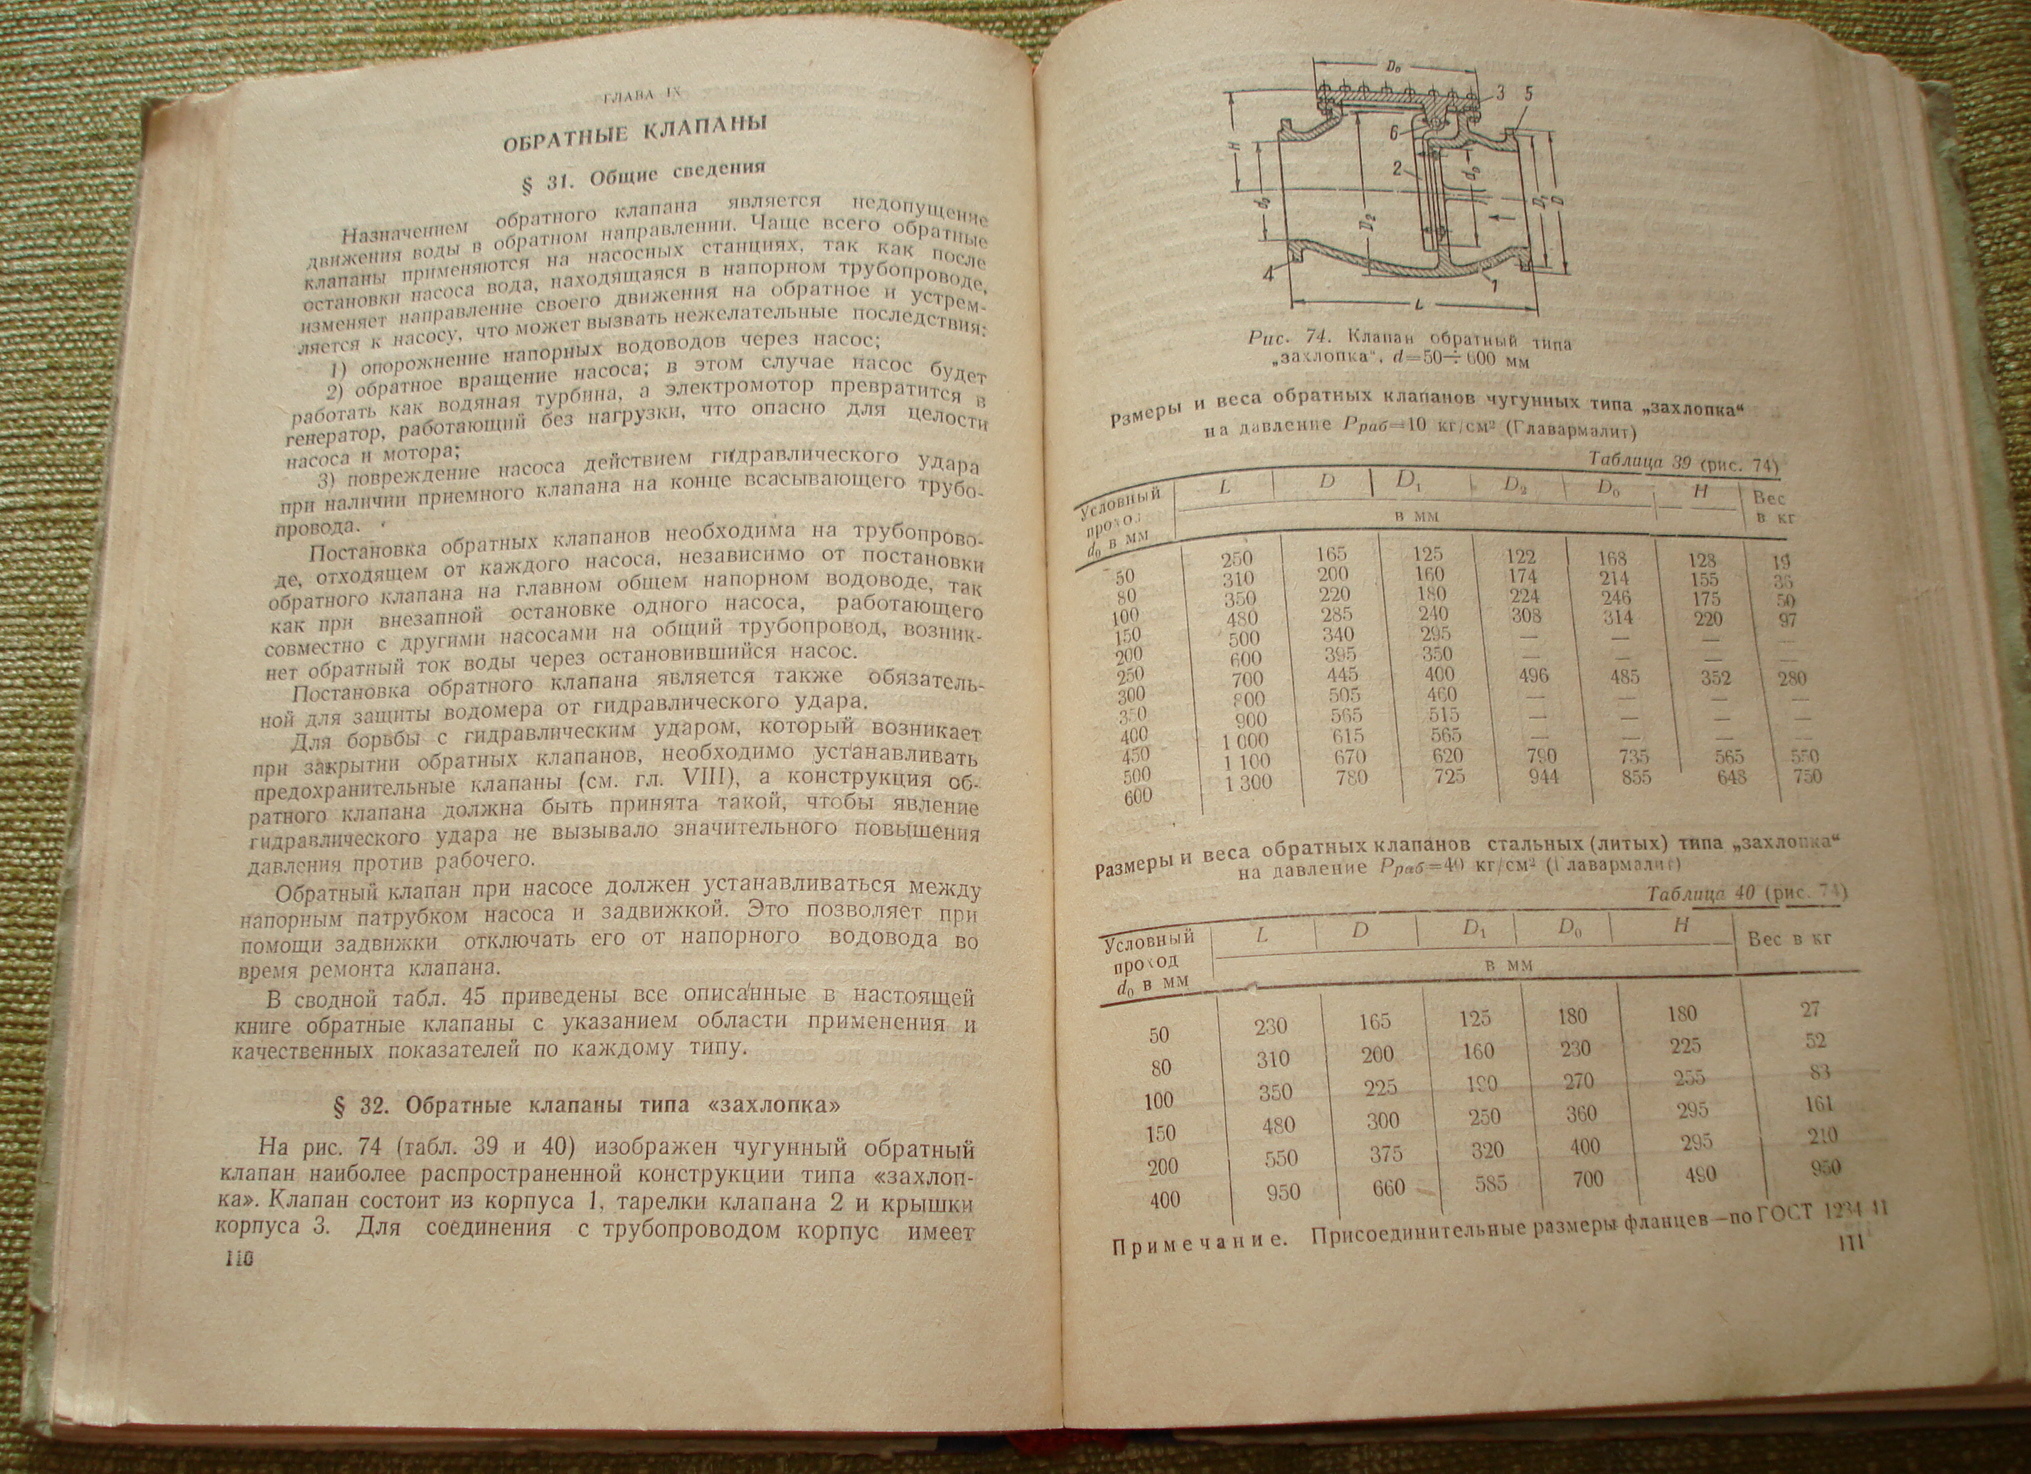 ГЛАВА IX
ОБРАТНЫЕ КЛАПАНЫ
§ 31. Общие сведения
Назначением обратного клапана является недопущение
движения воды в обратном направлении. Чаще всего обратные
клапаны применяются на насосных станциях, так как после
остановки насоса вода, находящаяся в напорном трубопроводе,
изменяет направление своего движения на обратное и устрем-
ляется к насосу, что может вызвать нежелательные последствия:
1) опорожнение напорных водоводов через насос;
2) обратное вращение насоса; в этом случае насос будет
работать как водяная турбина, а электромотор превратится в
генератор, работающий без нагрузки, что опасно для целости
насоса и мотора;
3) повреждение насоса действием гидравлического удара
при наличии приемного клапана на конце всасывающего трубо-
провода.
Постановка обратных клапанов необходима на трубопрово-
де, отходящем от каждого насоса, независимо от постановки
обратного клапана на главном общем напорном водоводе, так
как при внезапной остановке одного насоса, работающего
совместно с другими насосами на общий трубопровод, возник-
нет обратный ток воды через остановившийся насос.
Постановка обратного клапана является также обязатель-
ной для защиты водомера от гидравлического удара.
Для борьбы с гидравлическим ударом, который возникает
при закрытии обратных клапанов, необходимо устанавливать
предохранительные клапаны (см. гл. VIII), а конструкция об-
ратного клапана должна быть принята такой, чтобы явление
гидравлического удара не вызывало значительного повышения
давления против рабочего.
Обратный клапан при насосе должен устанавливаться между
напорным патрубком насоса и задвижкой. Это позволяет при
помощи задвижки отключать его от напорного водовода во
время ремонта клапана.
В сводной табл. 45 приведены все описанные в настоящей
книге обратные клапаны с указанием области применения и
качественных показателей по каждому типу.
§ 32. Обратные клапаны типа «захлопка»
На рис. 74 (табл. 39 и 40) изображен чугунный обратный
клапан наиболее распространенной конструкции типа «захлоп-
ка». Клапан состоит из корпуса 1, тарелки клапана 2 и крышки
корпуса 3. Для соединения с трубопроводом корпус имеет
110
D₀
3 5
6
H
2
d₀
d₀ D₂ D₁ D
4
1
L
Рис. 74. Клапан обратный типа
„захлопка“, d=50÷600 мм
Рзмеры и веса обратных клапанов чугунных типа „захлопка“
на давление Pраб=10 кг/см² (Главармалит)
Таблица 39 (рис. 74)
Условный проход d₀ в мм L D D₁ D₂ D₀ H Вес в кг
в мм
50 250 165 125 122 168 128 19
80 310 200 160 174 214 155 36
100 350 220 180 224 246 175 50
150 480 285 240 308 314 220 97
200 500 340 295 — — — —
250 600 395 350 — — — —
300 700 445 400 496 485 352 280
350 800 505 460 — — — —
400 900 565 515 — — — —
450 1 000 615 565 — — — —
500 1 100 670 620 790 735 565 550
600 1 300 780 725 944 855 648 750
Размеры и веса обратных клапанов стальных (литых) типа „захлопка“
на давление Pраб=40 кг/см² (Главармалит)
Таблица 40 (рис. 74)
Условный проход d₀ в мм L D D₁ D₀ H Вес в кг
в мм
50 230 165 125 180 180 27
80 310 200 160 230 225 52
100 350 225 190 270 255 83
150 480 300 250 360 295 161
200 550 375 320 400 295 210
400 950 660 585 700 490 950
Примечание. Присоединительные размеры фланцев—по ГОСТ 1234-41
111